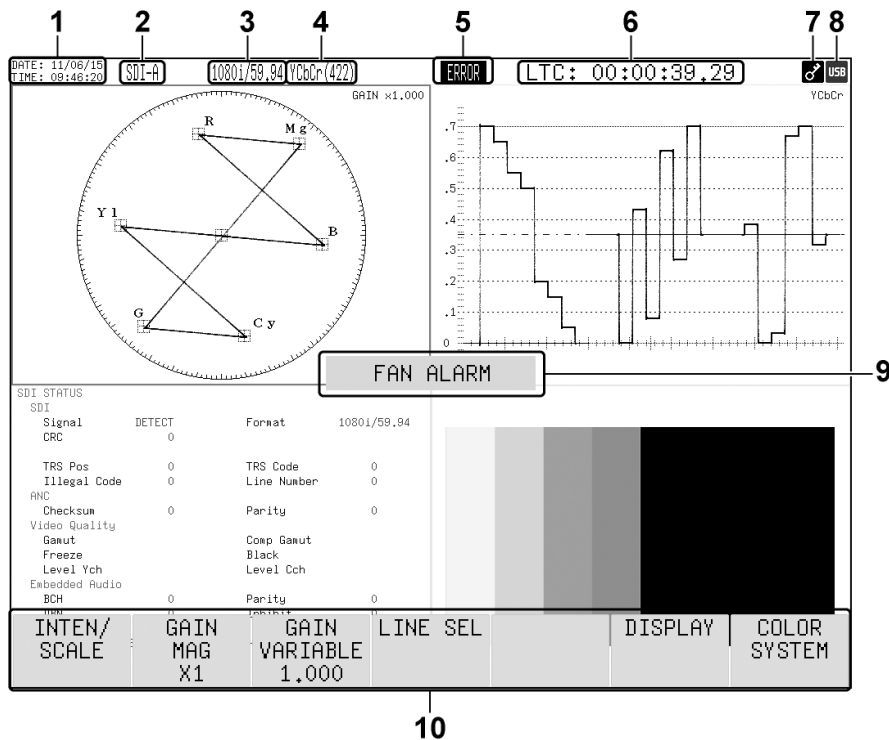 1 2 3 4 5 6 7 8
DATE: 11/06/15
TIME: 09:46:20
SDI-A 1080i/59.94 YCbCr(422) ERROR LTC: 00:00:39.29 USB
GAIN x1.000
R
Mg
Yl
B
G
Cy
YCbCr
.7
.6
.5
.4
.3
.2
.1
0
FAN ALARM 9
SDI STATUS
SDI
Signal DETECT Format 1080i/59.94
CRC 0
TRS Pos 0 TRS Code 0
Illegal Code 0 Line Number 0
ANC
Checksum 0 Parity 0
Video Quality
Gamut Comp Gamut
Freeze Black
Level Ych Level Cch
Embedded Audio
BCH 0 Parity 0
INTEN/
SCALE
GAIN
MAG
X1
GAIN
VARIABLE
1.000
LINE SEL
DISPLAY
COLOR
SYSTEM
10